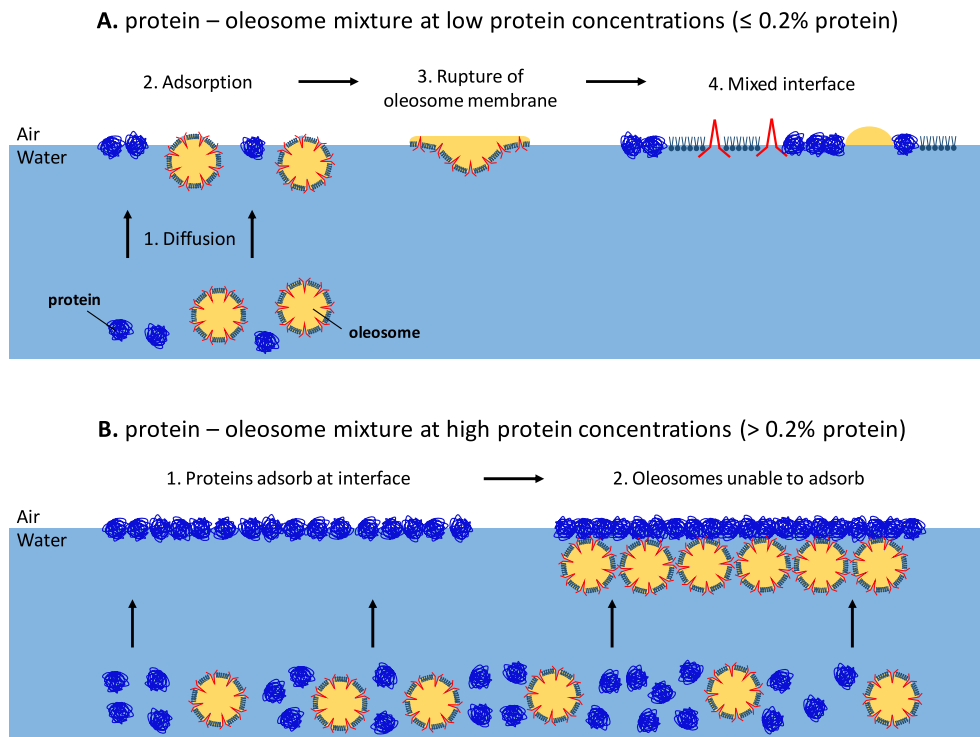 A. protein – oleosome mixture at low protein concentrations (≤ 0.2% protein)
2. Adsorption
3. Rupture of
oleosome membrane
4. Mixed interface
Air
Water
1. Diffusion
protein
oleosome
B. protein – oleosome mixture at high protein concentrations (> 0.2% protein)
1. Proteins adsorb at interface
2. Oleosomes unable to adsorb
Air
Water